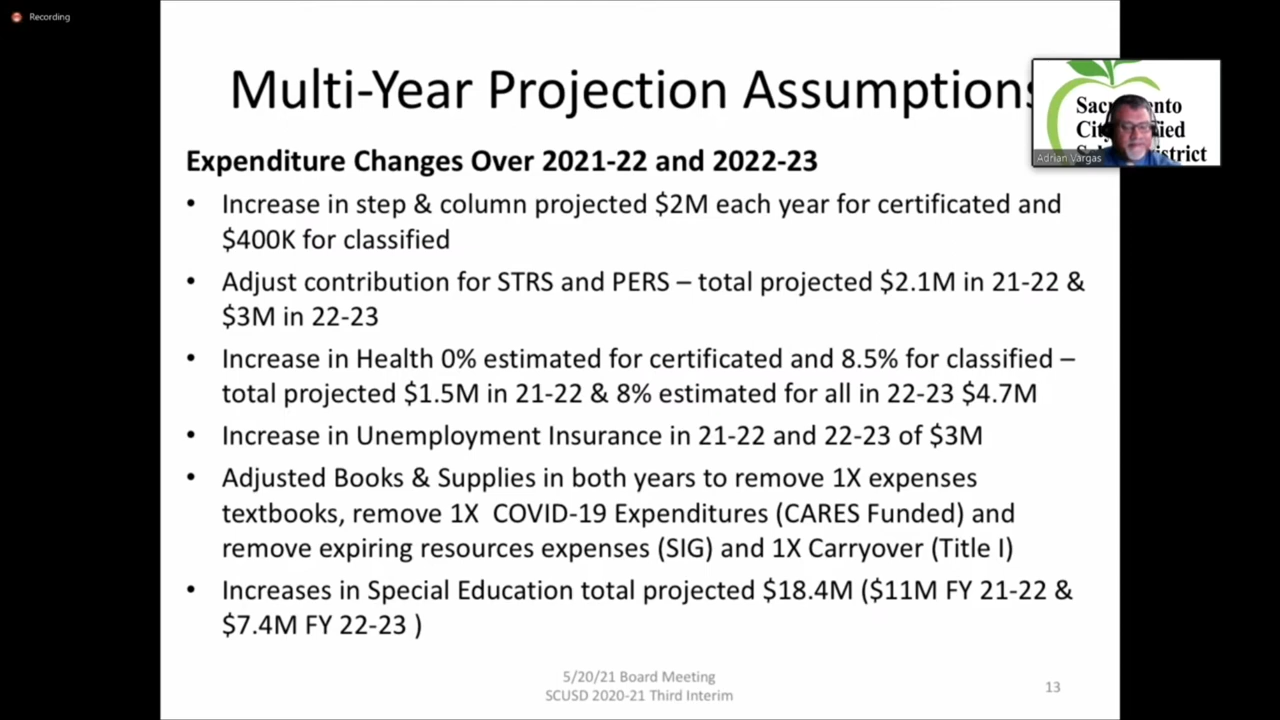 Recording
Multi-Year Projection Assumptions
Adrian Vargas
Expenditure Changes Over 2021-22 and 2022-23
• Increase in step & column projected $2M each year for certificated and
$400K for classified
• Adjust contribution for STRS and PERS – total projected $2.1M in 21-22 &
$3M in 22-23
• Increase in Health 0% estimated for certificated and 8.5% for classified –
total projected $1.5M in 21-22 & 8% estimated for all in 22-23 $4.7M
• Increase in Unemployment Insurance in 21-22 and 22-23 of $3M
• Adjusted Books & Supplies in both years to remove 1X expenses
textbooks, remove 1X  COVID-19 Expenditures (CARES Funded) and
remove expiring resources expenses (SIG) and 1X Carryover (Title I)
• Increases in Special Education total projected $18.4M ($11M FY 21-22 &
$7.4M FY 22-23 )
5/20/21 Board Meeting
SCUSD 2020-21 Third Interim
13